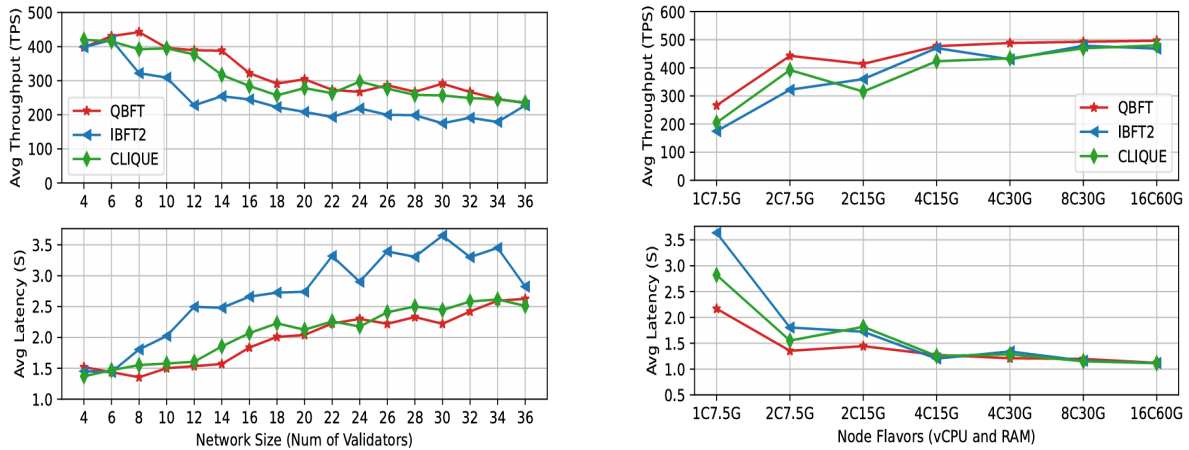 Avg Throughput (TPS)
500
400
300
200
100
0
QBFT
IBFT2
CLIQUE
4 6 8 10 12 14 16 18 20 22 24 26 28 30 32 34 36
Avg Latency (S)
3.5
3.0
2.5
2.0
1.5
1.0
4 6 8 10 12 14 16 18 20 22 24 26 28 30 32 34 36
Network Size (Num of Validators)
Avg Throughput (TPS)
600
500
400
300
200
100
0
QBFT
IBFT2
CLIQUE
1C7.5G 2C7.5G 2C15G 4C15G 4C30G 8C30G 16C60G
Avg Latency (S)
3.5
3.0
2.5
2.0
1.5
1.0
0.5
1C7.5G 2C7.5G 2C15G 4C15G 4C30G 8C30G 16C60G
Node Flavors (vCPU and RAM)